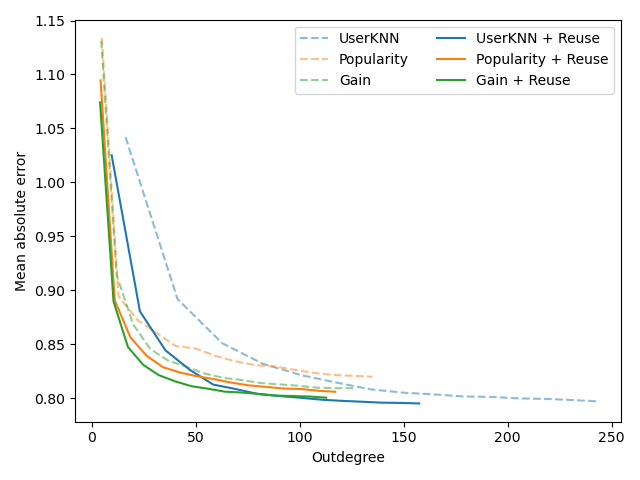 1.15
1.10
1.05
1.00
0.95
0.90
0.85
0.80
Mean absolute error
UserKNN
Popularity
Gain
UserKNN + Reuse
Popularity + Reuse
Gain + Reuse
0 50 100 150 200 250
Outdegree